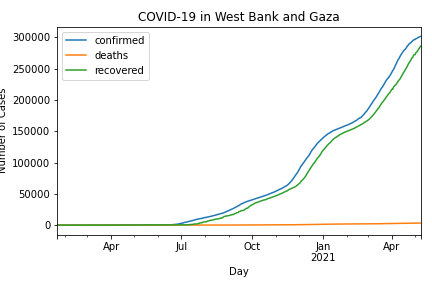 COVID-19 in West Bank and Gaza
confirmed
deaths
recovered
300000
250000
200000
150000
100000
50000
0
Number of Cases
Apr Jul Oct Jan Apr
2021
Day